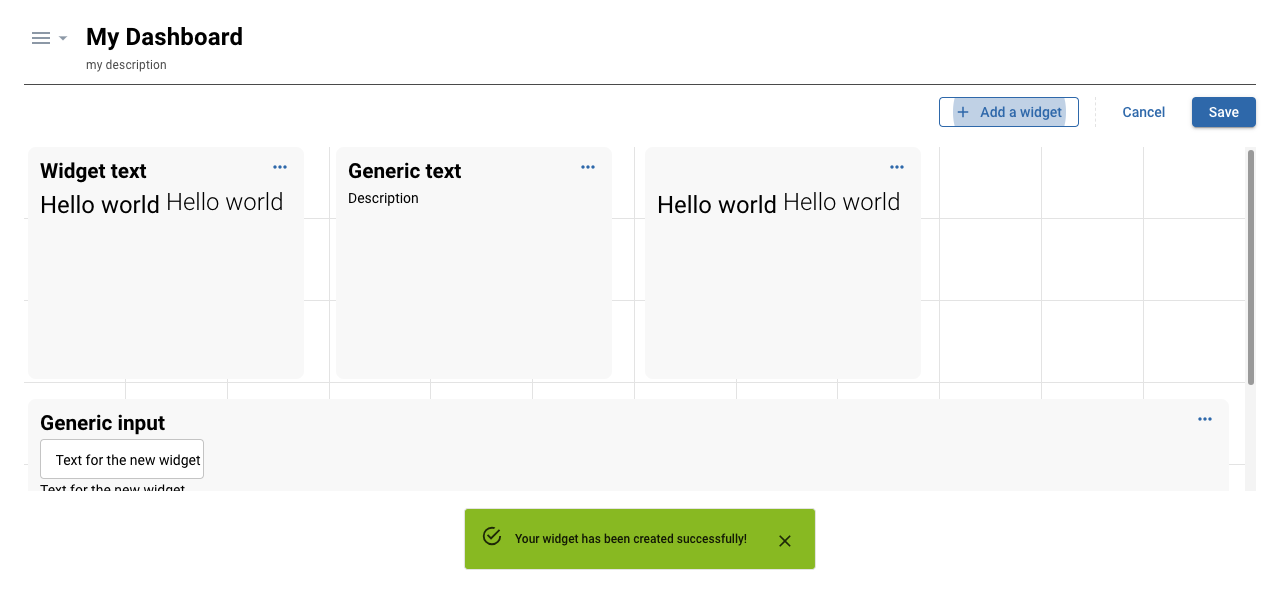 My Dashboard
my description
Add a widget
Cancel
Save
Widget text
Hello world Hello world
Generic text
Description
Hello world Hello world
Generic input
Text for the new widget
Text for the new widget
Your widget has been created successfully!